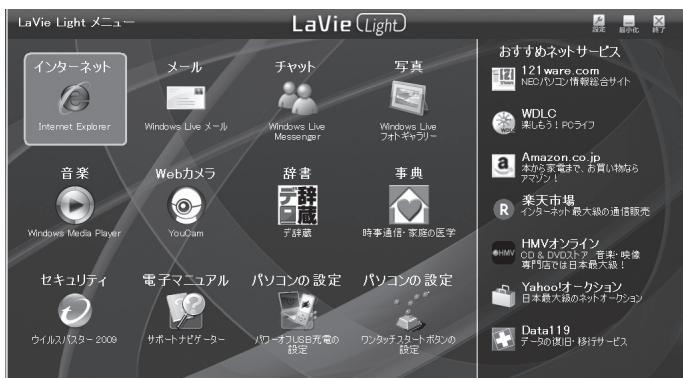 LaVie Light メニュー
LaVie Light
設定 最小化 終了
インターネット
Internet Explorer
メール
Windows Live メール
チャット
Windows Live
Messenger
写真
Windows Live
フォトギャラリー
音楽
Windows Media Player
Webカメラ
YouCam
辞書
デ辞蔵
デ辞蔵
事典
時事通信・家庭の医学
セキュリティ
ウイルスバスター 2009
電子マニュアル
サポートナビゲーター
パソコンの設定
パワーオフUSB充電の
設定
パソコンの設定
ワンタッチスタートボタンの
設定
おすすめネットサービス
121
121ware.com
NECパソコン情報総合サイト
WDLC
WDLC
楽しもう！PCライフ
a
Amazon.co.jp
本から家電まで、お買い物なら
アマゾン！
R
楽天市場
インターネット最大級の通信販売
HMV
HMVオンライン
CD & DVDストア 音楽・映像
専門店では日本最大級！
Yahoo!オークション
日本最大級のネットオークション
Data119
データの復旧・移行サービス